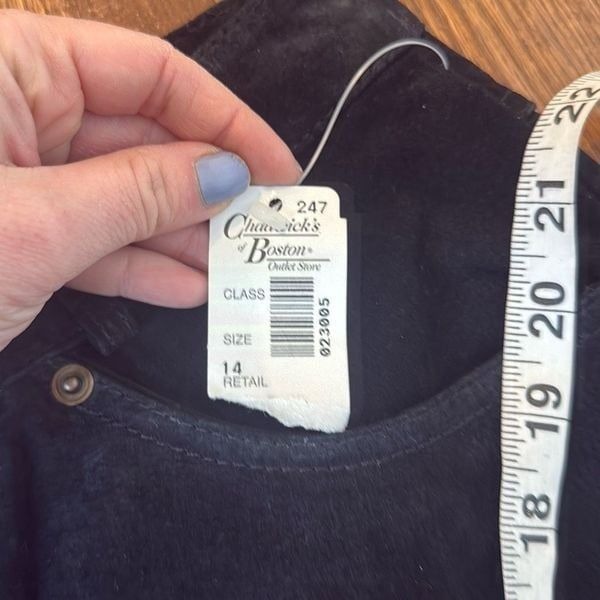 247
Chadwick's
of Boston®
Outlet Store
CLASS
023005
SIZE
14
RETAIL
22
21
20
19
18